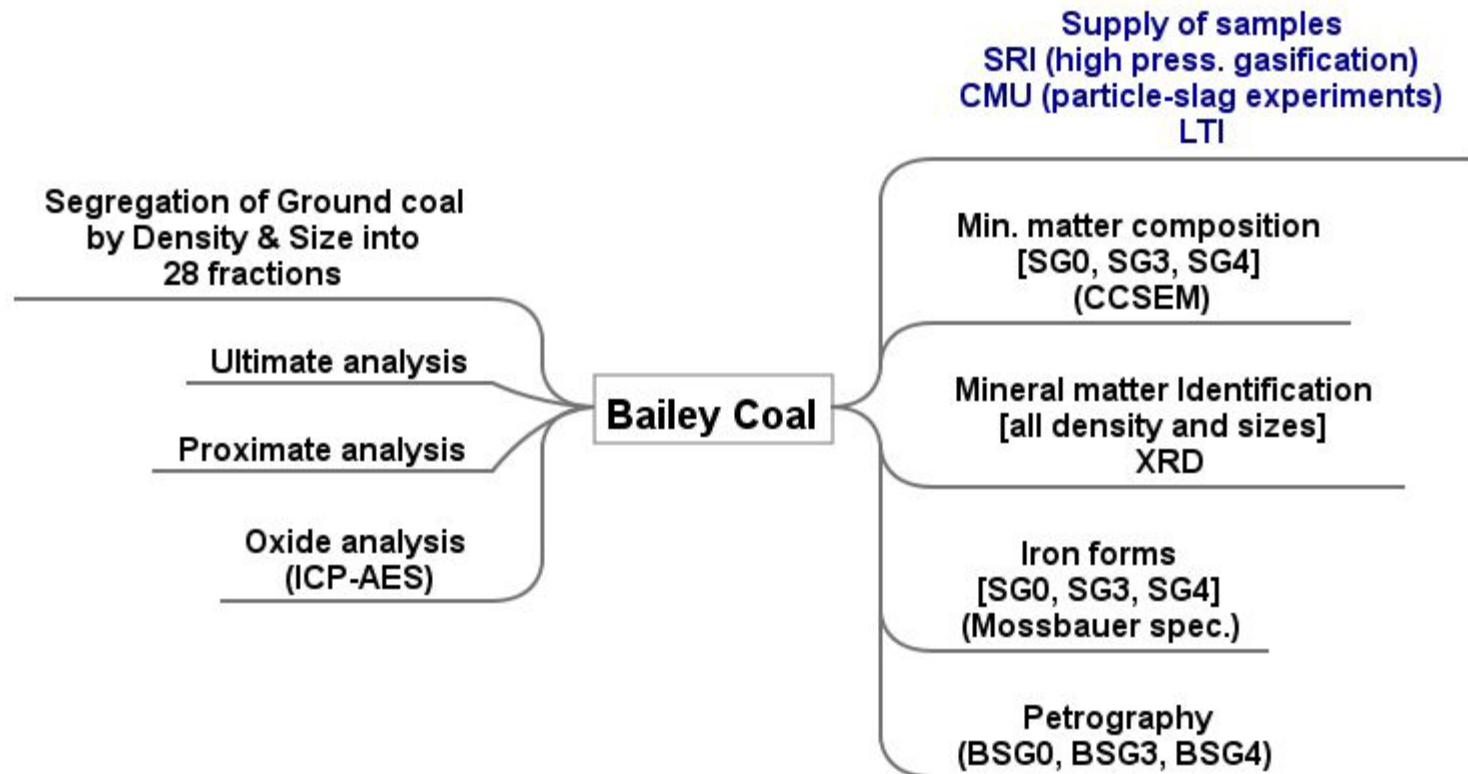 Supply of samples
SRI (high press. gasification)
CMU (particle-slag experiments)
LTI
Segregation of Ground coal
by Density & Size into
28 fractions
Ultimate analysis
Proximate analysis
Oxide analysis
(ICP-AES)
Bailey Coal
Min. matter composition
[SG0, SG3, SG4]
(CCSEM)
Mineral matter Identification
[all density and sizes]
XRD
Iron forms
[SG0, SG3, SG4]
(Mossbauer spec.)
Petrography
(BSG0, BSG3, BSG4)